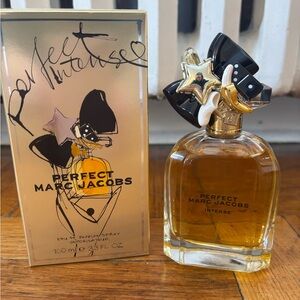 perfect
intense
PERFECT
MARC JACOBS
EAU DE PARFUM SPRAY
VAPORISATEUR
100 ml ℮ 3.3 FL. OZ.
PERFECT
MARC JACOBS
INTENSE